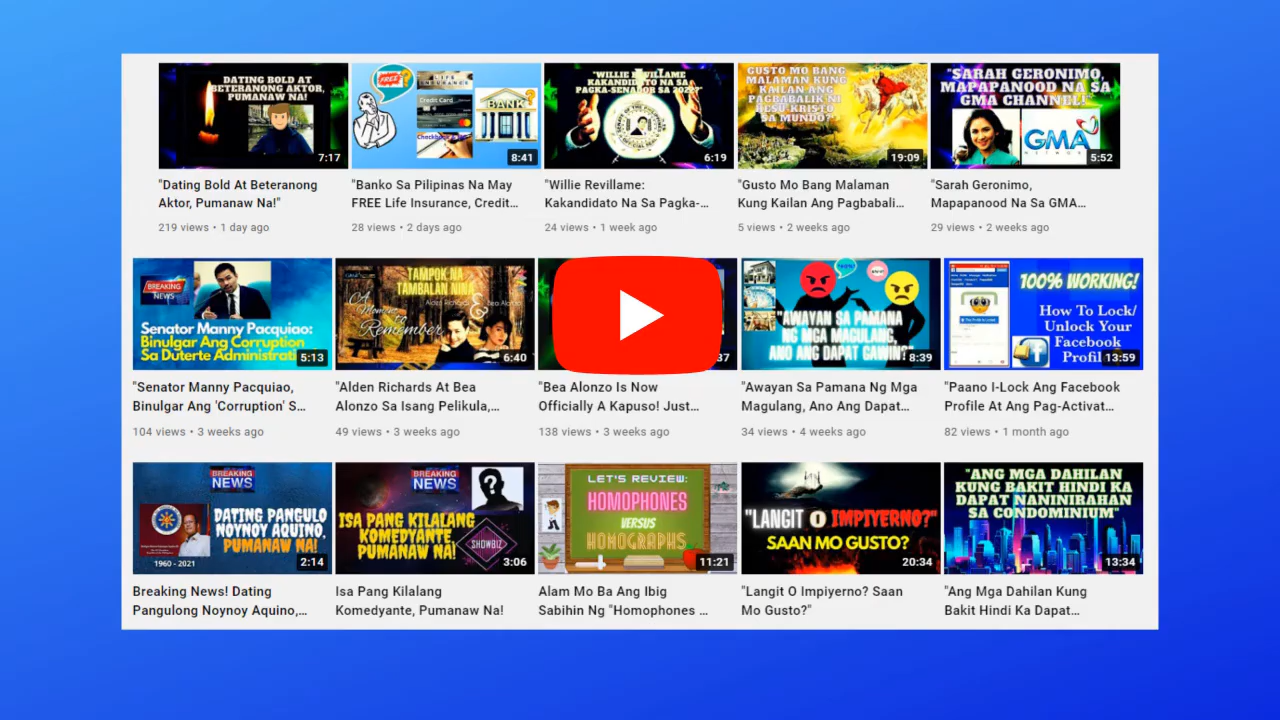 DATING BOLD AT
BETERANONG AKTOR,
PUMANAW NA!
7:17
FREE?
LIFE
INSURANCE
Credit Card
BANK
Checkbook
8:41
"WILLIE REVILLAME
KAKANDIDATO NA SA
PAGKA-SENADOR SA 2022?"
6:19
GUSTO MO BANG
MALAMAN KUNG
KAILAN ANG
PAGBABALIK NI
HESU-KRISTO
SA MUNDO?"
19:09
"SARAH GERONIMO,
MAPAPANOOD NA SA
GMA CHANNEL!"
GMA
NETWORK
5:52
"Dating Bold At Beteranong
Aktor, Pumanaw Na!"
219 views • 1 day ago
"Banko Sa Pilipinas Na May
FREE Life Insurance, Credit...
28 views • 2 days ago
"Willie Revillame:
Kakandidato Na Sa Pagka-...
24 views • 1 week ago
"Gusto Mo Bang Malaman
Kung Kailan Ang Pagbabali...
5 views • 2 weeks ago
"Sarah Geronimo,
Mapapanood Na Sa GMA...
29 views • 2 weeks ago
BREAKING
NEWS
Senator Manny Pacquiao:
Binulgar Ang Corruption
Sa Duterte Administrati
5:13
TAMPOK NA
TAMBALAN NINA
Alden Richards
Bea Alonzo
A
Moment
to
Remember
6:40
37
"AWAYAN SA PAMANA
NG MGA MAGULANG,
ANO ANG DAPAT GAWIN?"
8:39
100% WORKING!
How To Lock/
Unlock Your
Facebook
Profil
13:59
"Senator Manny Pacquiao,
Binulgar Ang 'Corruption' S...
104 views • 3 weeks ago
"Alden Richards At Bea
Alonzo Sa Isang Pelikula,...
49 views • 3 weeks ago
"Bea Alonzo Is Now
Officially A Kapuso! Just...
138 views • 3 weeks ago
"Awayan Sa Pamana Ng Mga
Magulang, Ano Ang Dapat...
34 views • 4 weeks ago
"Paano I-Lock Ang Facebook
Profile At Ang Pag-Activat...
82 views • 1 month ago
BREAKING
NEWS
DATING PANGULO
NOYNOY AQUINO,
PUMANAW NA!
1960 - 2021
2:14
BREAKING
NEWS
?
ISA PANG KILALANG
KOMEDYANTE,
PUMANAW NA!
SHOWBIZ
3:06
LET'S REVIEW:
HOMOPHONES
VERSUS
HOMOGRAPHS
11:21
"LANGIT O IMPIYERNO?"
SAAN MO GUSTO?
20:34
"ANG MGA DAHILAN
KUNG BAKIT HINDI KA
DAPAT NANINIRAHAN
SA CONDOMINIUM"
13:34
Breaking News! Dating
Pangulong Noynoy Aquino,...
Isa Pang Kilalang
Komedyante, Pumanaw Na!
Alam Mo Ba Ang Ibig
Sabihin Ng "Homophones ...
"Langit O Impiyerno? Saan
Mo Gusto?"
"Ang Mga Dahilan Kung
Bakit Hindi Ka Dapat...